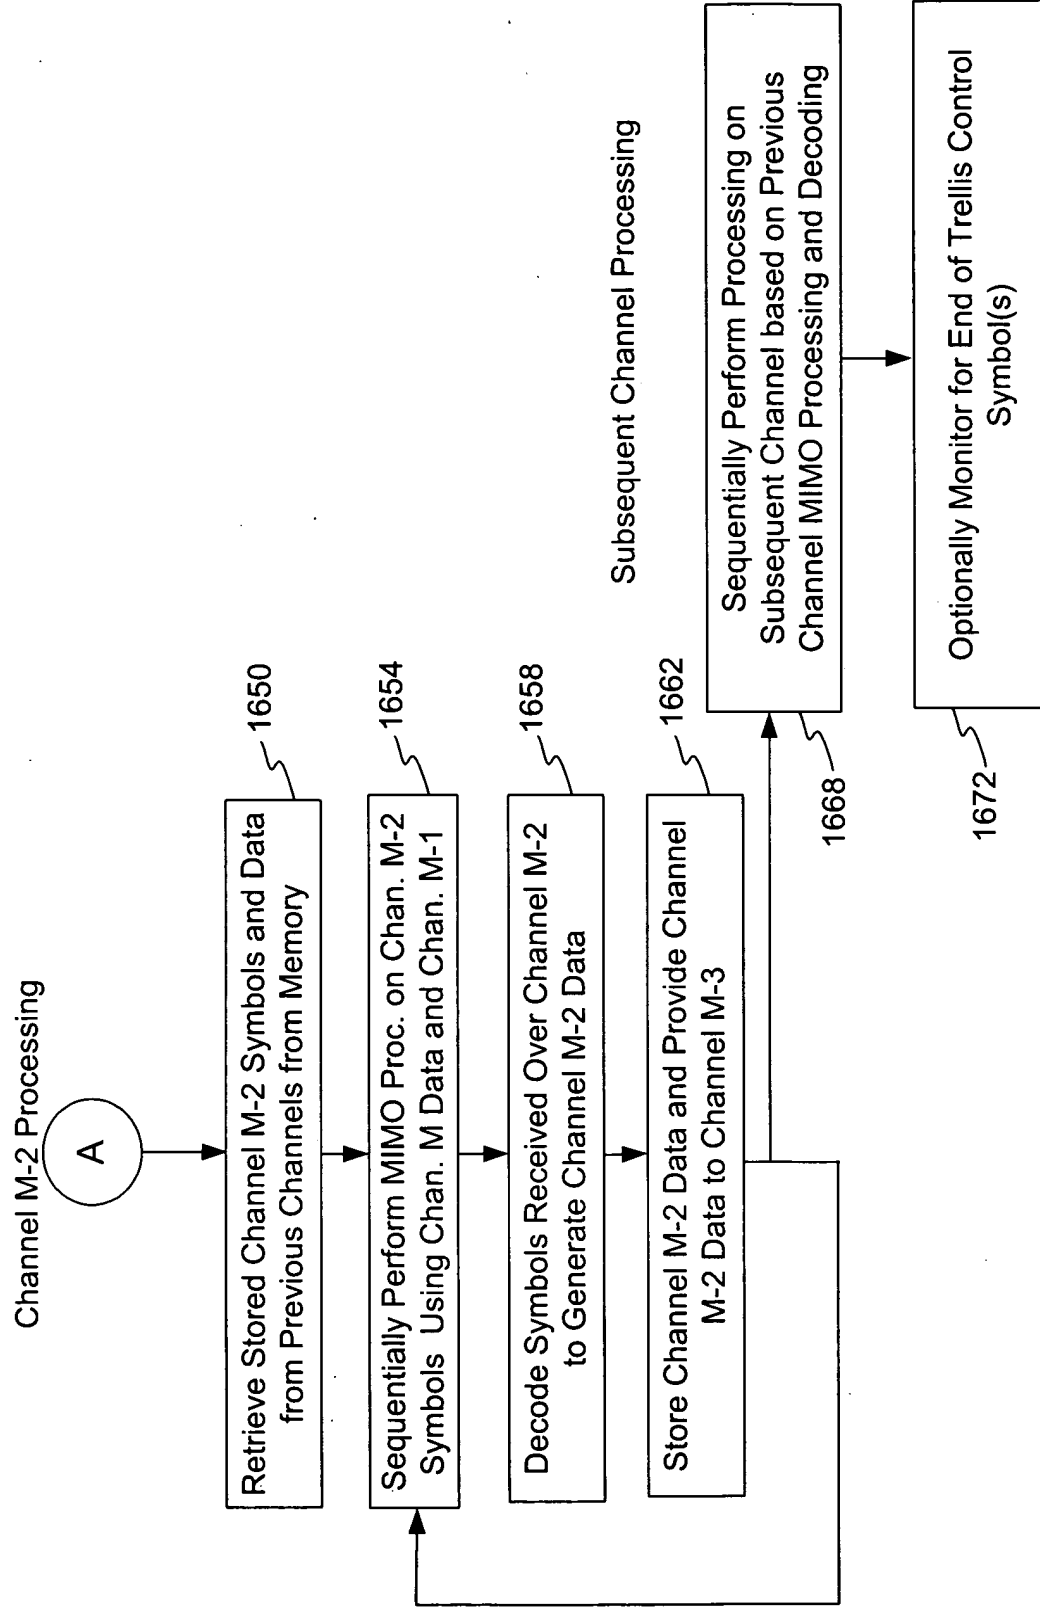 Channel M-2 Processing
A
Retrieve Stored Channel M-2 Symbols and Data
from Previous Channels from Memory
1650
Sequentially Perform MIMO Proc. on Chan. M-2
Symbols Using Chan. M Data and Chan. M-1
1654
Decode Symbols Received Over Channel M-2
to Generate Channel M-2 Data
1658
Store Channel M-2 Data and Provide Channel
M-2 Data to Channel M-3
1662
Subsequent Channel Processing
Sequentially Perform Processing on
Subsequent Channel based on Previous
Channel MIMO Processing and Decoding
1668
Optionally Monitor for End of Trellis Control
Symbol(s)
1672